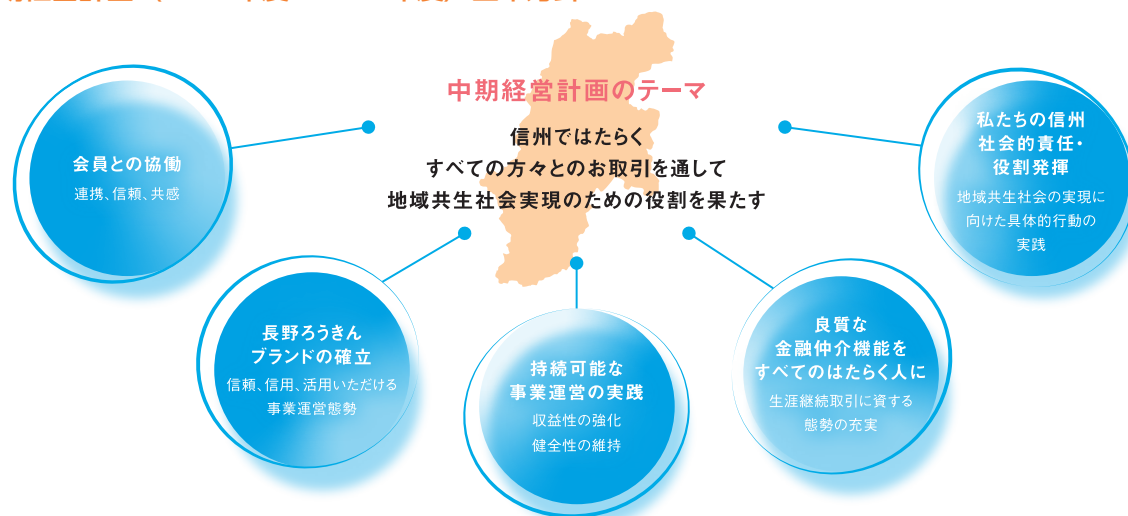 中期経営計画のテーマ
信州ではたらく
すべての方々とのお取引を通して
地域共生社会実現のための役割を果たす
会員との協働
連携、信頼、共感
長野ろうきん
ブランドの確立
信頼、信用、活用いただける
事業運営態勢
持続可能な
事業運営の実践
収益性の強化
健全性の維持
良質な
金融仲介機能を
すべてのはたらく人に
生涯継続取引に資する
態勢の充実
私たちの信州
社会的責任・
役割発揮
地域共生社会の実現に
向けた具体的行動の
実践